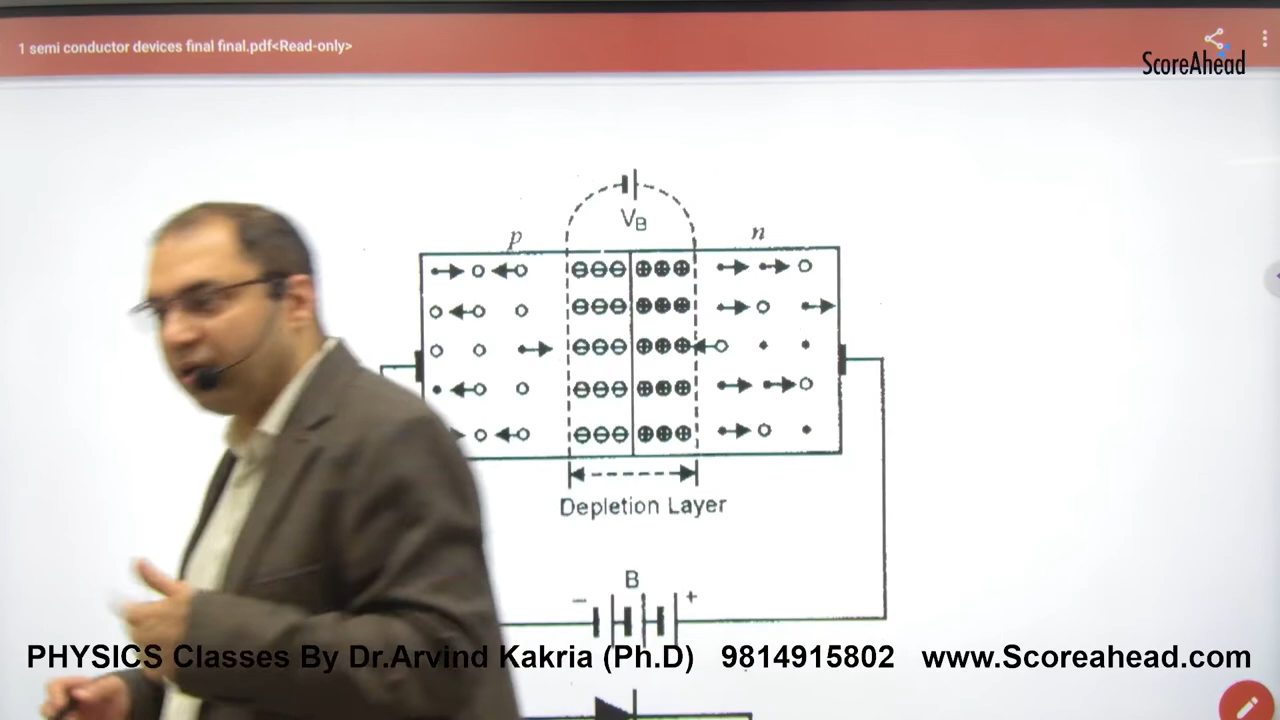 1 semi conductor devices final final.pdf<Read-only>
ScoreAhead
V_B
p n
Depletion Layer
B
− +
PHYSICS Classes By Dr.Arvind Kakria (Ph.D) 9814915802 www.Scoreahead.com